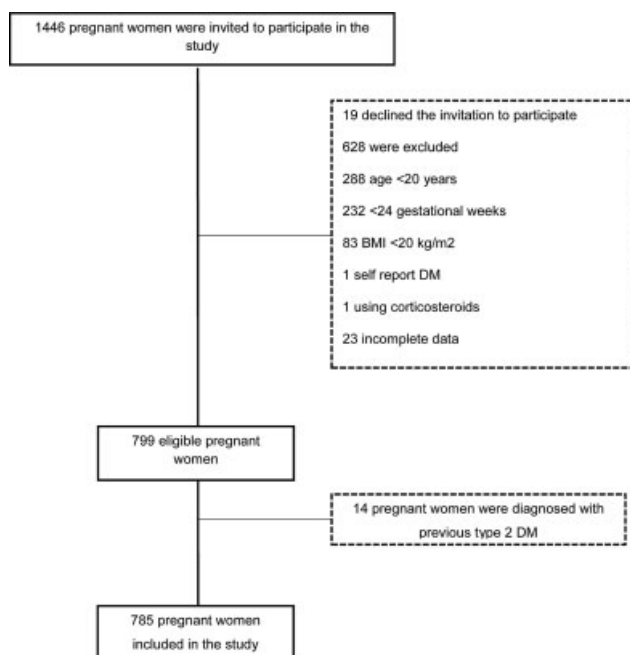 1446 pregnant women were invited to participate in the
study
19 declined the invitation to participate
628 were excluded
288 age <20 years
232 <24 gestational weeks
83 BMI <20 kg/m2
1 self report DM
1 using corticosteroids
23 incomplete data
799 eligible pregnant
women
14 pregnant women were diagnosed with
previous type 2 DM
785 pregnant women
included in the study